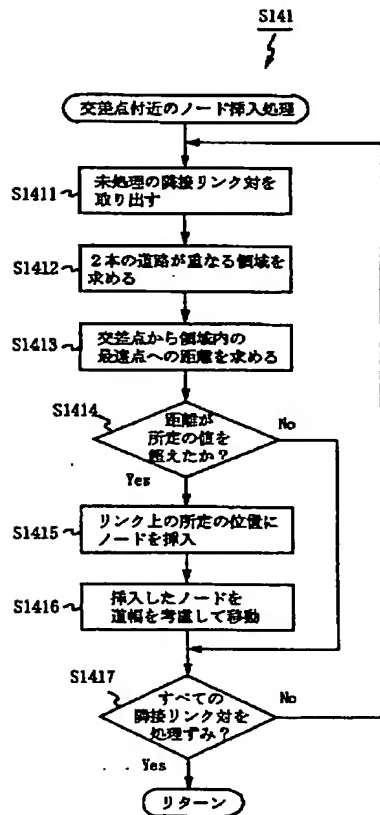 S141
交差点付近のノード挿入処理
S1411
未処理の隣接リンク対を
取り出す
S1412
2本の道路が重なる領域を
求める
S1413
交差点から領域内の
最遠点への距離を求める
S1414
距離が
所定の値を
超えたか?
No
Yes
S1415
リンク上の所定の位置に
ノードを挿入
S1416
挿入したノードを
道幅を考慮して移動
S1417
すべての
隣接リンク対を
処理ずみ?
No
Yes
リターン